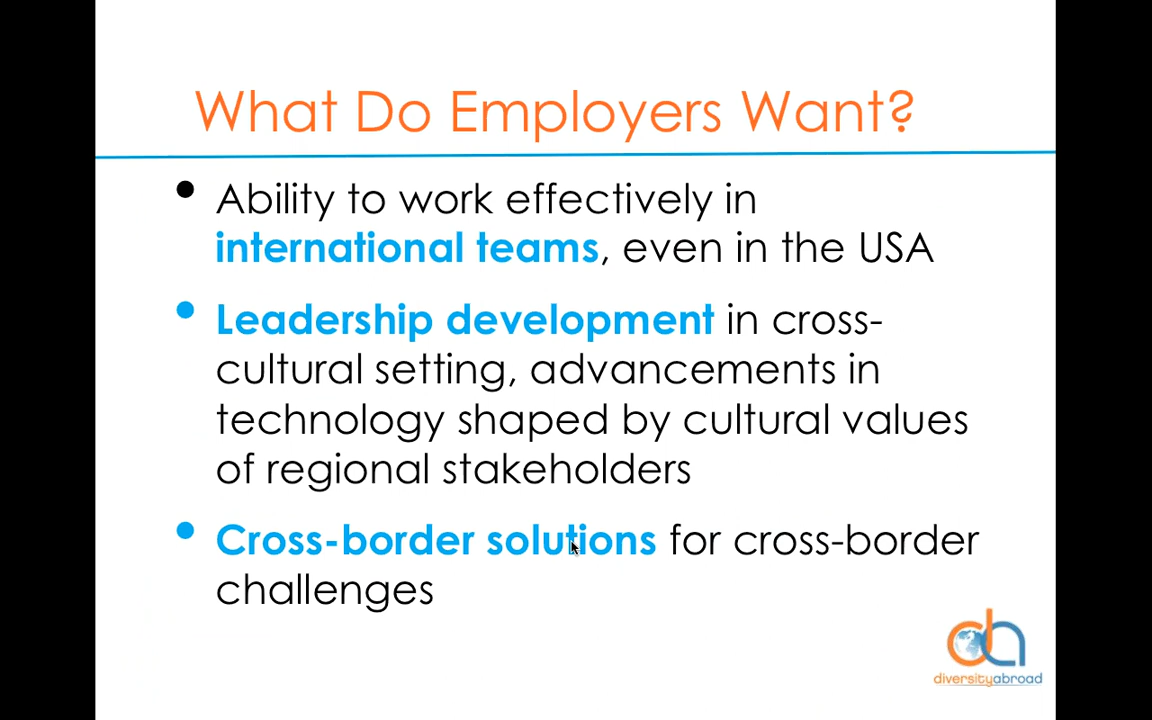 What Do Employers Want?
• Ability to work effectively in
international teams, even in the USA
• Leadership development in cross-
cultural setting, advancements in
technology shaped by cultural values
of regional stakeholders
• Cross-border solutions for cross-border
challenges
da
diversityabroad